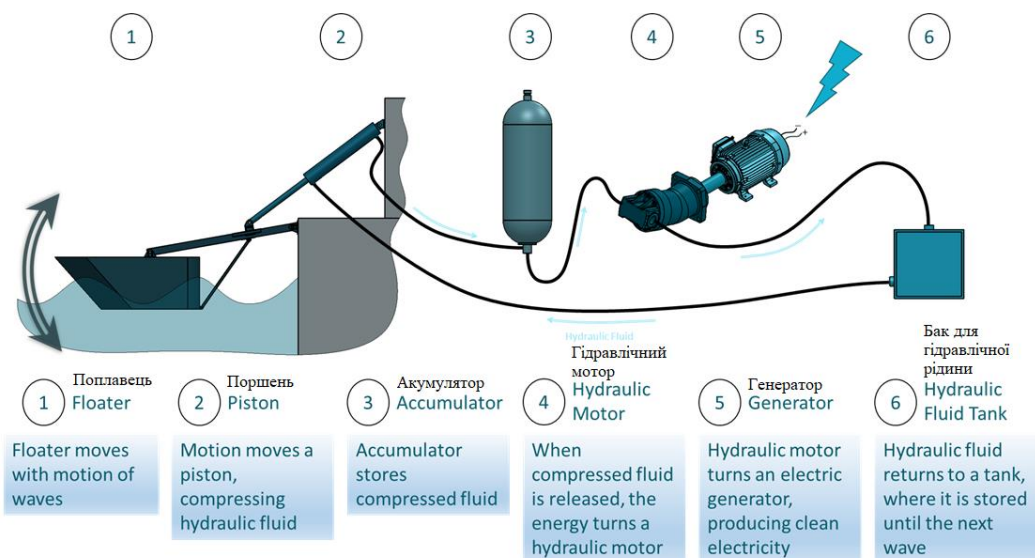 1 2 3 4 5 6
− +
Hydraulic Fluid
1 Поплавець
Floater
2 Поршень
Piston
3 Акумулятор
Accumulator
4 Гідравлічний
мотор
Hydraulic
Motor
5 Генератор
Generator
6 Бак для
гідравлічної
рідини
Hydraulic
Fluid Tank
Floater moves
with motion of
waves
Motion moves a
piston,
compressing
hydraulic fluid
Accumulator
stores
compressed fluid
When
compressed fluid
is released, the
energy turns a
hydraulic motor
Hydraulic motor
turns an electric
generator,
producing clean
electricity
Hydraulic fluid
returns to a tank,
where it is stored
until the next
wave